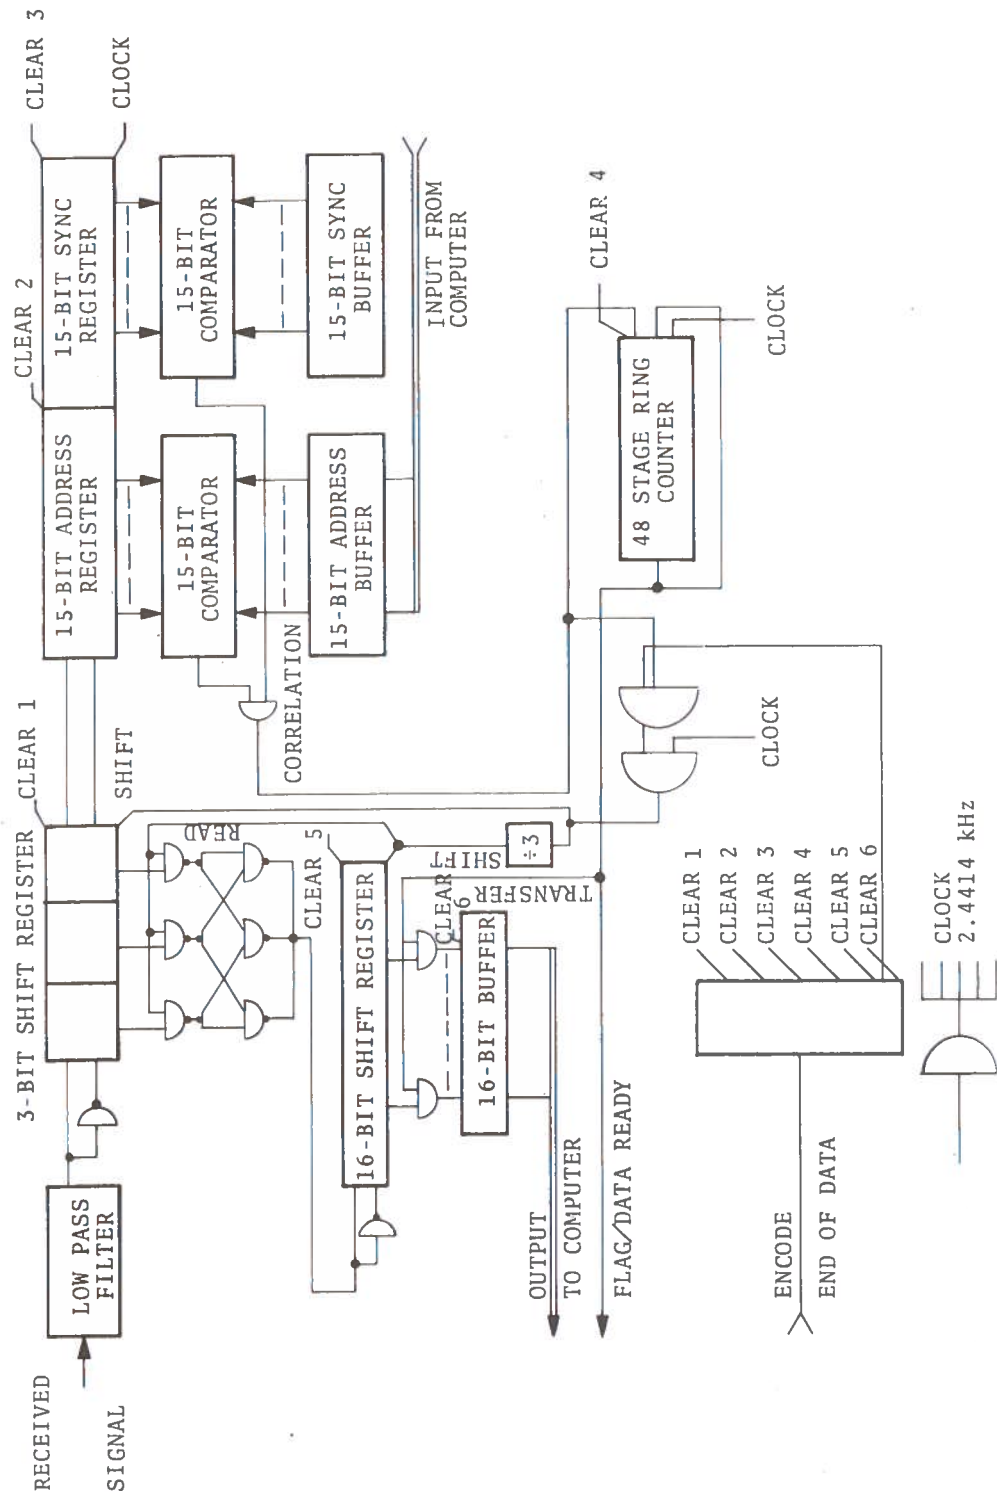 RECEIVED
SIGNAL
LOW PASS
FILTER
3-BIT SHIFT REGISTER
CLEAR 1
SHIFT
15-BIT ADDRESS
REGISTER
CLEAR 2
15-BIT SYNC
REGISTER
CLEAR 3
CLOCK
READ
15-BIT
COMPARATOR
15-BIT
COMPARATOR
CORRELATION
15-BIT ADDRESS
BUFFER
15-BIT SYNC
BUFFER
INPUT FROM
COMPUTER
CLEAR 5
16-BIT SHIFT REGISTER
SHIFT
÷3
CLEAR
6
TRANSFER
16-BIT BUFFER
OUTPUT
TO COMPUTER
FLAG/DATA READY
CLEAR 4
48 STAGE RING
COUNTER
CLOCK
CLOCK
ENCODE
END OF DATA
CLEAR 1
CLEAR 2
CLEAR 3
CLEAR 4
CLEAR 5
CLEAR 6
CLOCK
2.4414 kHz